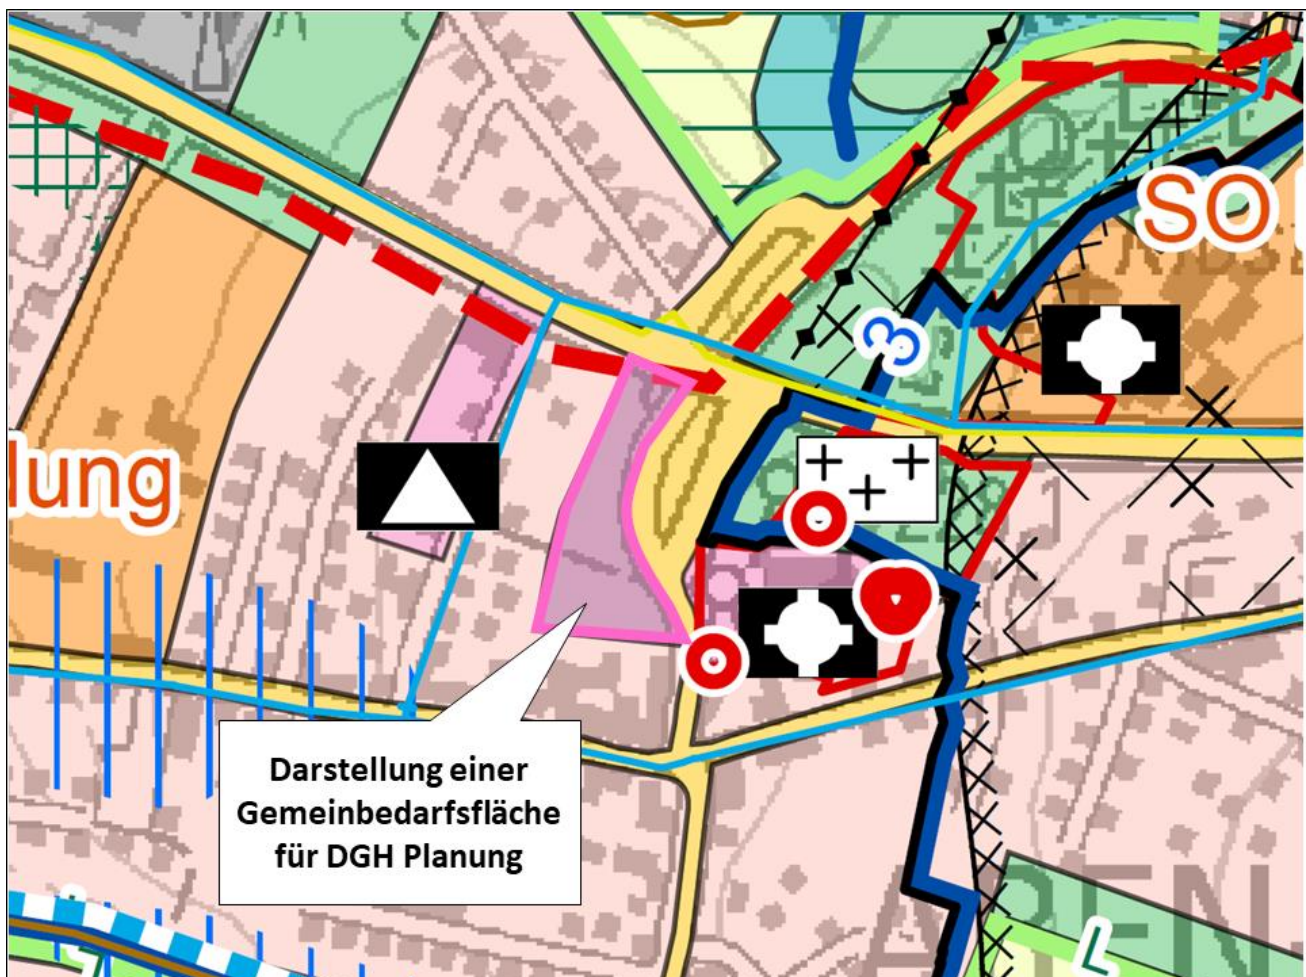 SO
3
lung
Darstellung einer
Gemeinbedarfsfläche
für DGH Planung
L